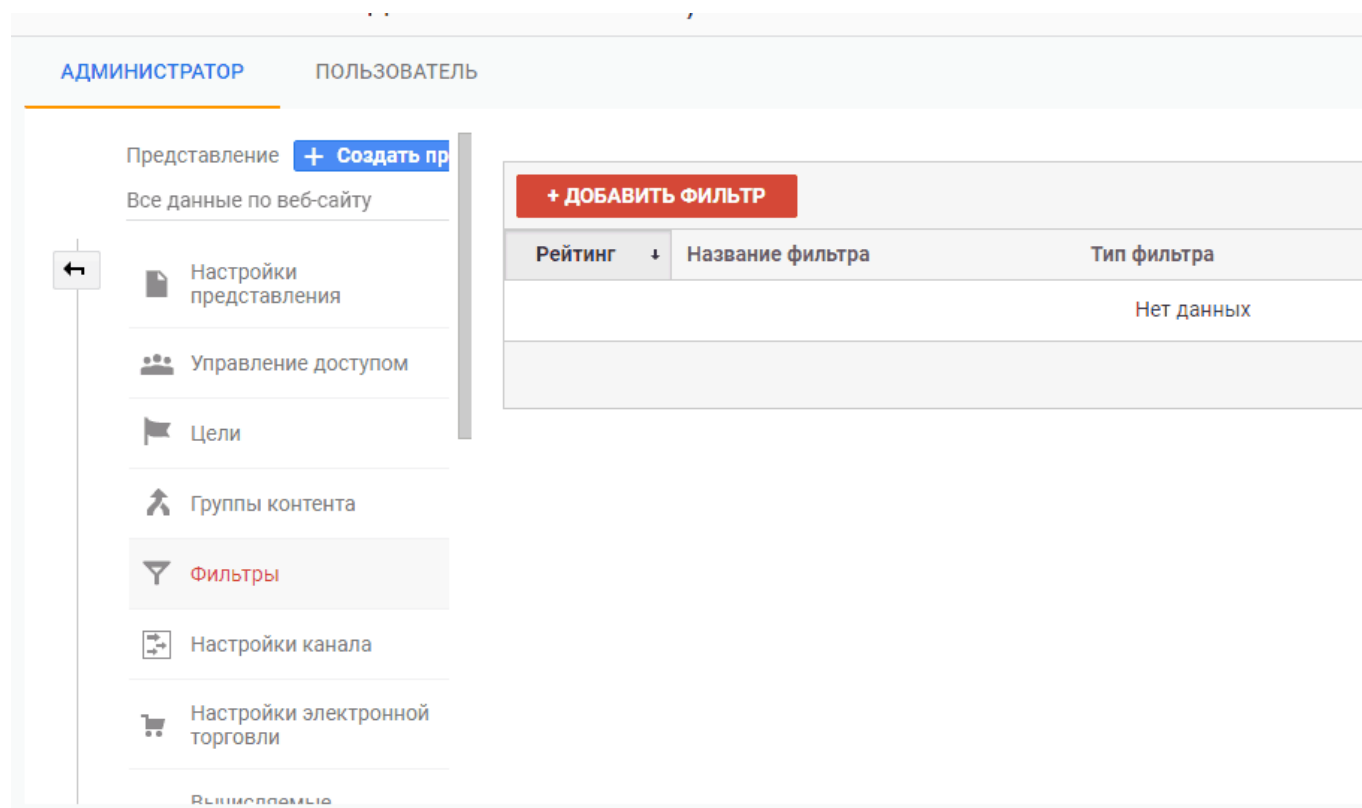 АДМИНИСТРАТОР ПОЛЬЗОВАТЕЛЬ
Представление + Создать пр
Все данные по веб-сайту
Настройки
представления
Управление доступом
Цели
Группы контента
Фильтры
Настройки канала
Настройки электронной
торговли
Вычисляемые
+ ДОБАВИТЬ ФИЛЬТР
Рейтинг ↓ Название фильтра Тип фильтра
Нет данных